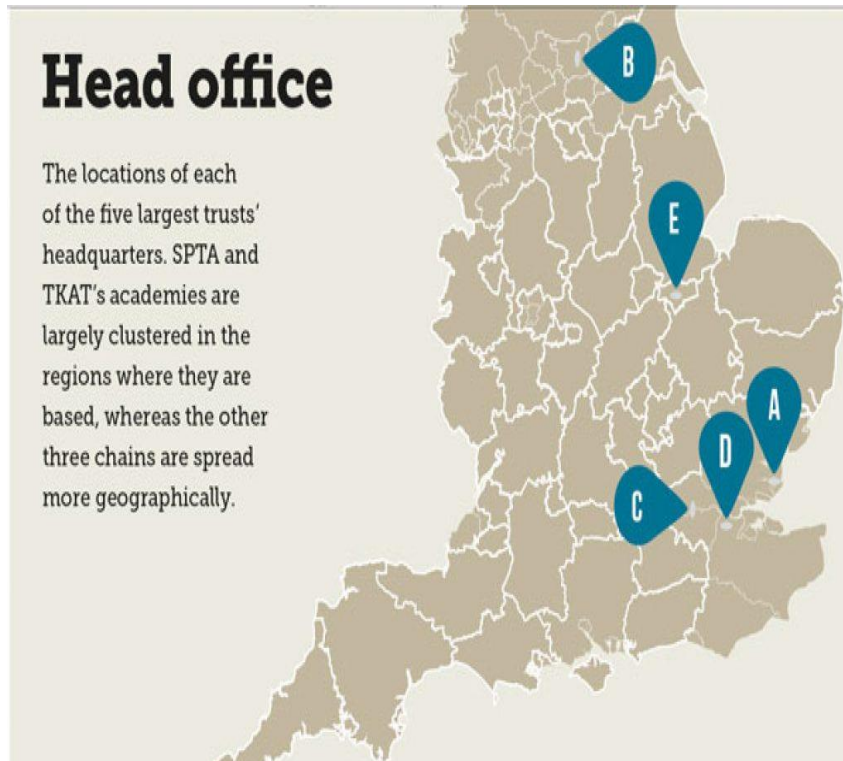 Head office
The locations of each
of the five largest trusts'
headquarters. SPTA and
TKAT's academies are
largely clustered in the
regions where they are
based, whereas the other
three chains are spread
more geographically.
B
E
A
D
C